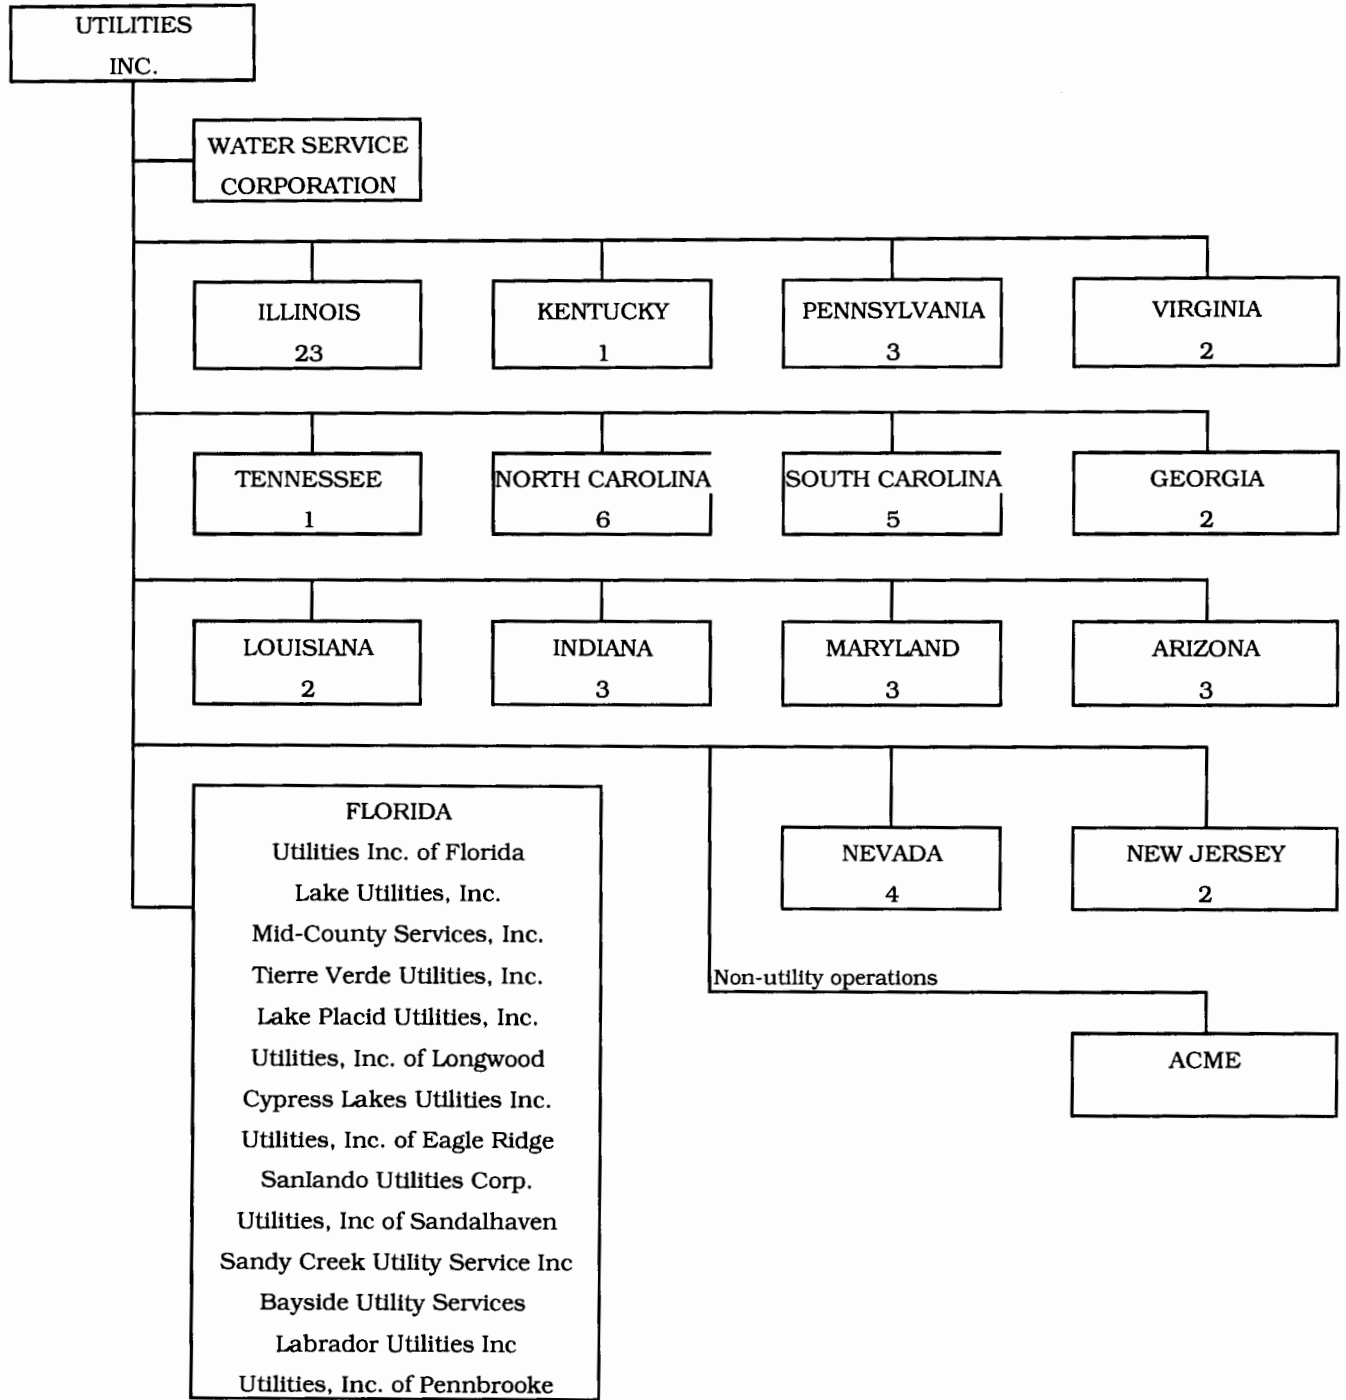 UTILITIES
INC.
WATER SERVICE
CORPORATION
ILLINOIS
23
KENTUCKY
1
PENNSYLVANIA
3
VIRGINIA
2
TENNESSEE
1
NORTH CAROLINA
6
SOUTH CAROLINA
5
GEORGIA
2
LOUISIANA
2
INDIANA
3
MARYLAND
3
ARIZONA
3
FLORIDA
Utilities Inc. of Florida
Lake Utilities, Inc.
Mid-County Services, Inc.
Tierre Verde Utilities, Inc.
Lake Placid Utilities, Inc.
Utilities, Inc. of Longwood
Cypress Lakes Utilities Inc.
Utilities, Inc. of Eagle Ridge
Sanlando Utilities Corp.
Utilities, Inc of Sandalhaven
Sandy Creek Utility Service Inc
Bayside Utility Services
Labrador Utilities Inc
Utilities, Inc. of Pennbrooke
NEVADA
4
NEW JERSEY
2
Non-utility operations
ACME